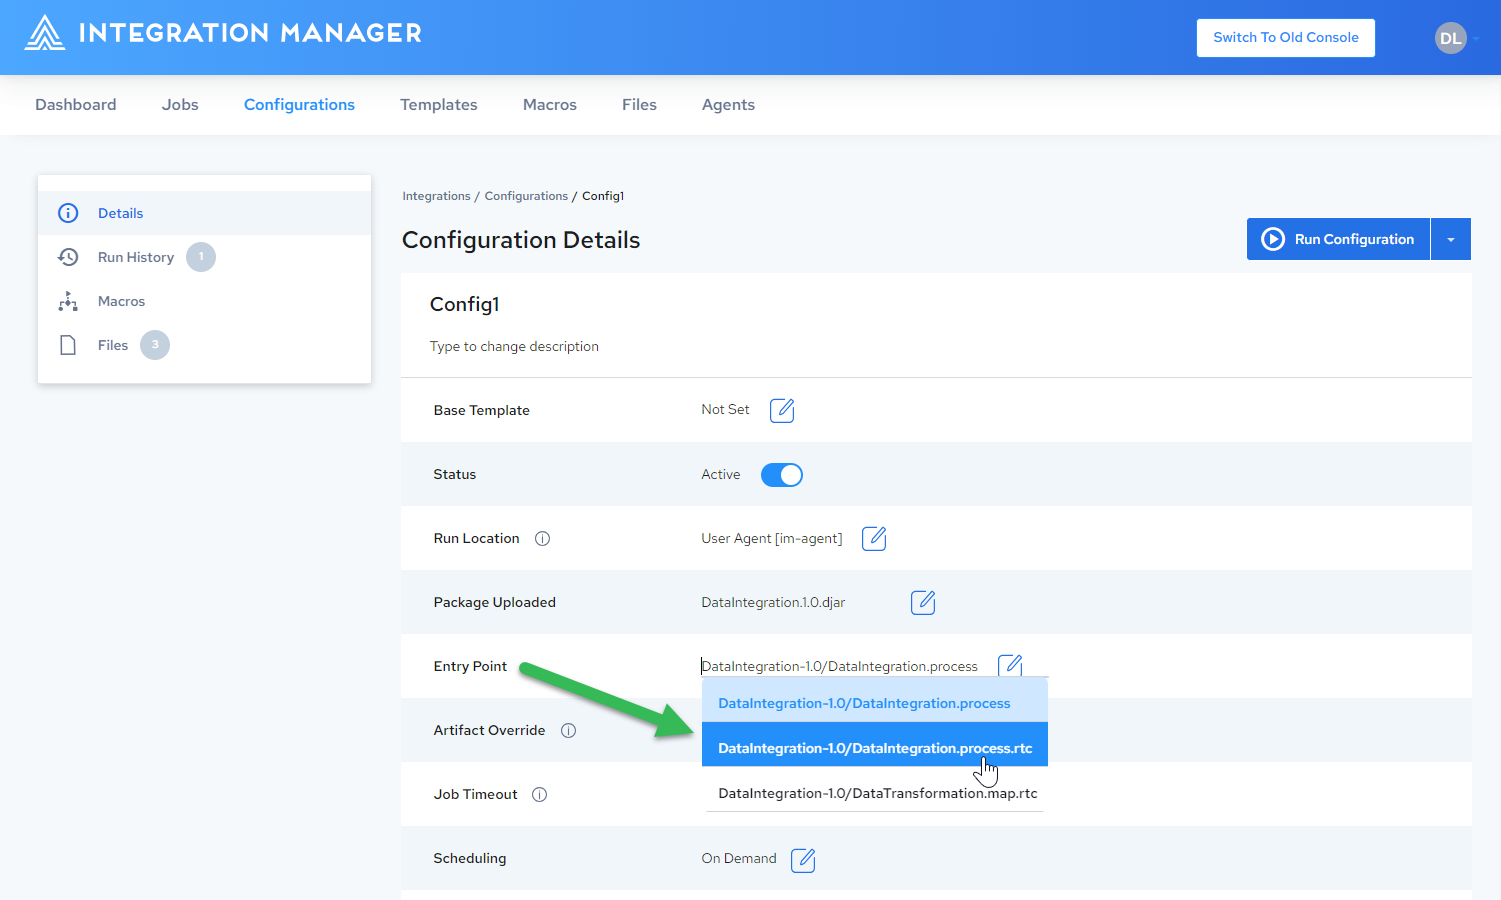 INTEGRATION MANAGER
Switch To Old Console
DL
Dashboard Jobs Configurations Templates Macros Files Agents
Details
Run History 1
Macros
Files 3
Integrations / Configurations / Config1
Configuration Details
Run Configuration
Config1
Type to change description
Base Template Not Set
Status Active
Run Location User Agent [im-agent]
Package Uploaded DataIntegration.1.0.djar
Entry Point DataIntegration-1.0/DataIntegration.process
DataIntegration-1.0/DataIntegration.process
Artifact Override
DataIntegration-1.0/DataIntegration.process.rtc
Job Timeout
DataIntegration-1.0/DataTransformation.map.rtc
Scheduling On Demand